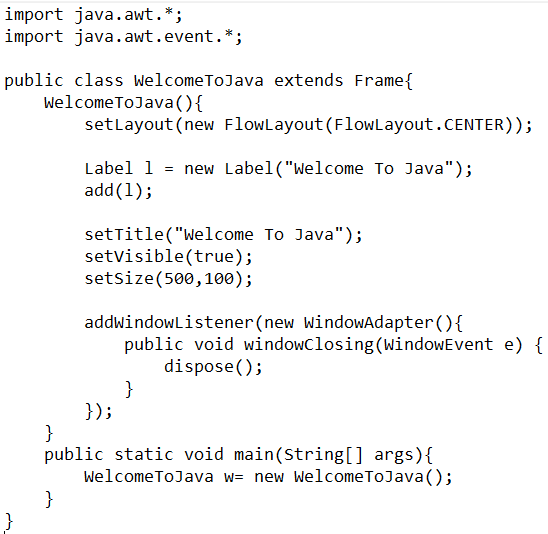 import java.awt.*;
import java.awt.event.*;

public class WelcomeToJava extends Frame{
    WelcomeToJava(){
        setLayout(new FlowLayout(FlowLayout.CENTER));

        Label l = new Label("Welcome To Java");
        add(l);

        setTitle("Welcome To Java");
        setVisible(true);
        setSize(500,100);

        addWindowListener(new WindowAdapter(){
            public void windowClosing(WindowEvent e) {
                dispose();
            }
        });
    }
    public static void main(String[] args){
        WelcomeToJava w= new WelcomeToJava();
    }
}